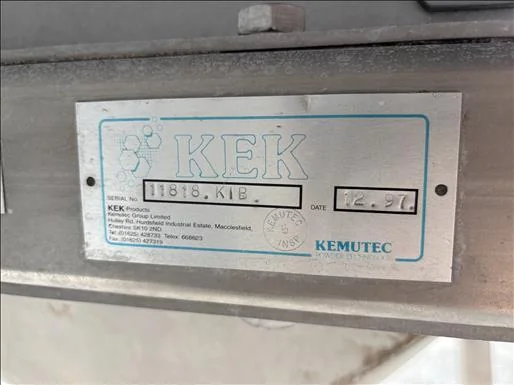 KEK
SERIAL No. 11818.KIB.
DATE 12.97.
KEK Products
Kemutec Group Limited
Hulley Rd, Hurdsfield Industrial Estate, Macclesfield,
Cheshire SK10 2ND.
Tel. (01625) 428733 Telex: 668623
Fax. (01625) 427319
KEMUTEC
INSP
KEMUTEC
POWDER TECHNOLOGY